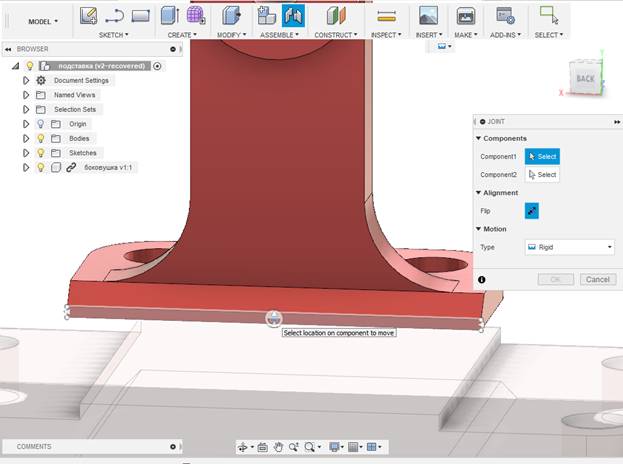 MODEL
SKETCH
CREATE
MODIFY
ASSEMBLE
CONSTRUCT
INSPECT
INSERT
MAKE
ADD-INS
SELECT
BROWSER
подставка (v2-recovered)
Document Settings
Named Views
Selection Sets
Origin
Bodies
Sketches
боковушка v1:1
BACK
X
JOINT
Components
Component1 Select
Component2 Select
Alignment
Flip
Motion
Type Rigid
OK Cancel
Select location on component to move
COMMENTS